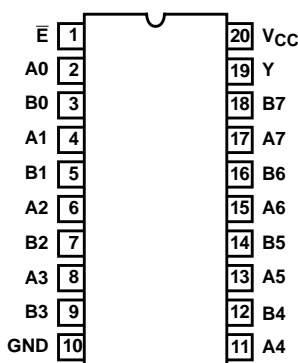 E̅ 1 20 VCC
A0 2 19 Y
B0 3 18 B7
A1 4 17 A7
B1 5 16 B6
A2 6 15 A6
B2 7 14 B5
A3 8 13 A5
B3 9 12 B4
GND 10 11 A4